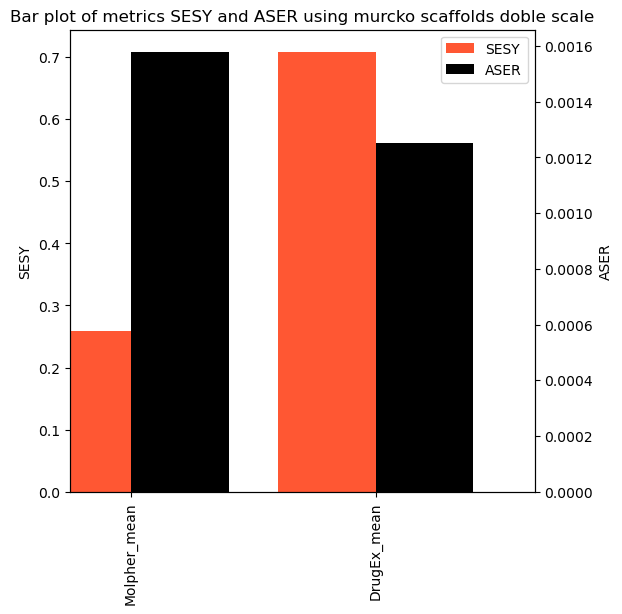 Bar plot of metrics SESY and ASER using murcko scaffolds doble scale
SESY
ASER
0.7
0.6
0.5
0.4
0.3
0.2
0.1
0.0
SESY
0.0016
0.0014
0.0012
0.0010
0.0008
0.0006
0.0004
0.0002
0.0000
ASER
Molpher_mean
DrugEx_mean